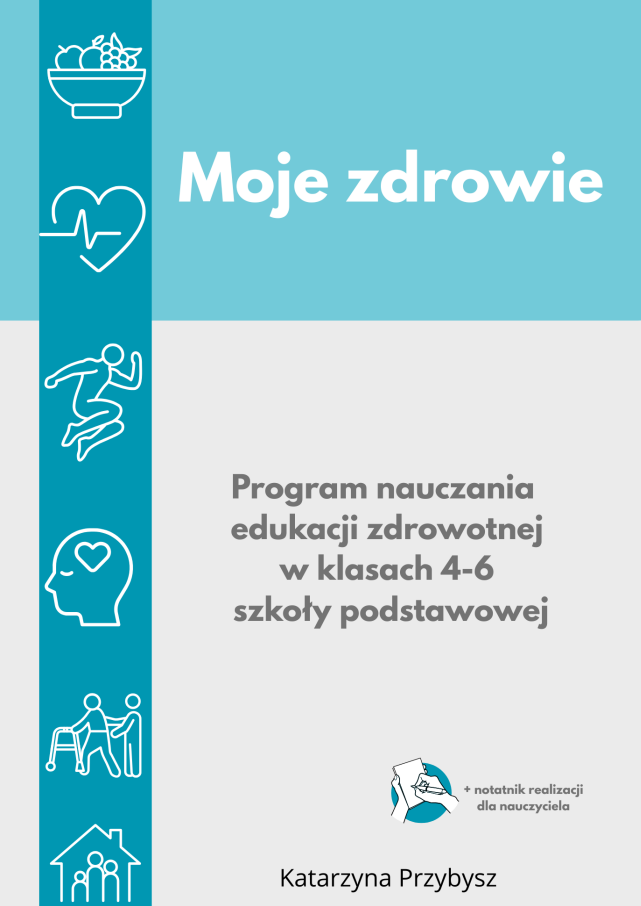 Moje zdrowie
Program nauczania
edukacji zdrowotnej
w klasach 4-6
szkoły podstawowej
+ notatnik realizacji
dla nauczyciela
Katarzyna Przybysz